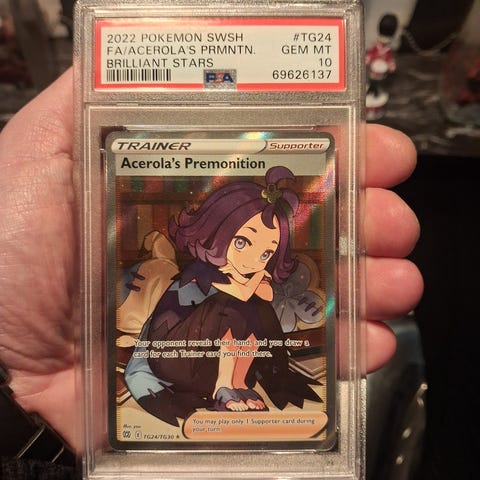 2022 POKEMON SWSH #TG24
FA/ACEROLA'S PRMNTN. GEM MT
BRILLIANT STARS 10
PSA 69626137
TRAINER Supporter
Acerola's Premonition
Your opponent reveals their hand, and you draw a
card for each Trainer card you find there.
You may play only 1 Supporter card during
your turn.
TG24/TG30